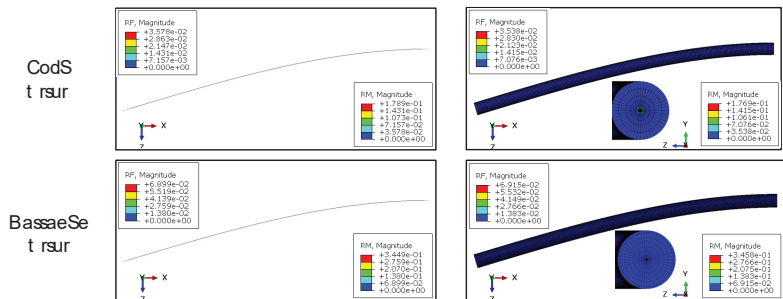 CodS
t rsur
RF, Magnitude
+3.578e-02
+2.863e-02
+2.147e-02
+1.431e-02
+7.157e-03
+0.000e+00
RM, Magnitude
+1.789e-01
+1.431e-01
+1.073e-01
+7.157e-02
+3.578e-02
+0.000e+00
Y
X
Z
RF, Magnitude
+3.538e-02
+2.830e-02
+2.123e-02
+1.415e-02
+7.076e-03
+0.000e+00
RM, Magnitude
+1.769e-01
+1.415e-01
+1.061e-01
+7.076e-02
+3.538e-02
+0.000e+00
Y
X
Z
Y
Z
X
BassaeSe
t rsur
RF, Magnitude
+6.899e-02
+5.519e-02
+4.139e-02
+2.759e-02
+1.380e-02
+0.000e+00
RM, Magnitude
+3.449e-01
+2.759e-01
+2.070e-01
+1.380e-01
+6.899e-02
+0.000e+00
Y
X
Z
RF, Magnitude
+6.915e-02
+5.532e-02
+4.149e-02
+2.766e-02
+1.383e-02
+0.000e+00
RM, Magnitude
+3.458e-01
+2.766e-01
+2.075e-01
+1.383e-01
+6.915e-02
+0.000e+00
Y
X
Z
Y
Z
X